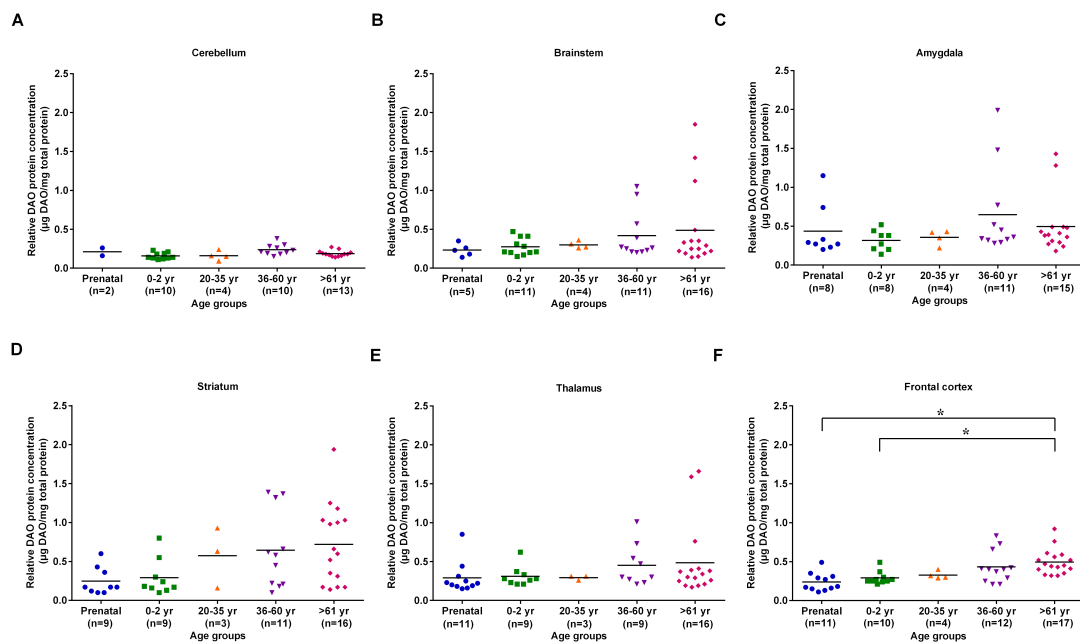 A
Cerebellum
Relative DAO protein concentration
(µg DAO/mg total protein)
2.5
2.0
1.5
1.0
0.5
0.0
Prenatal 0-2 yr 20-35 yr 36-60 yr >61 yr
(n=2) (n=10) (n=4) (n=10) (n=13)
Age groups
B
Brainstem
Relative DAO protein concentration
(µg DAO/mg total protein)
2.5
2.0
1.5
1.0
0.5
0.0
Prenatal 0-2 yr 20-35 yr 36-60 yr >61 yr
(n=5) (n=11) (n=4) (n=11) (n=16)
Age groups
C
Amygdala
Relative DAO protein concentration
(µg DAO/mg total protein)
2.5
2.0
1.5
1.0
0.5
0.0
Prenatal 0-2 yr 20-35 yr 36-60 yr >61 yr
(n=8) (n=8) (n=4) (n=11) (n=15)
Age groups
D
Striatum
Relative DAO protein concentration
(µg DAO/mg total protein)
2.5
2.0
1.5
1.0
0.5
0.0
Prenatal 0-2 yr 20-35 yr 36-60 yr >61 yr
(n=9) (n=9) (n=3) (n=11) (n=16)
Age groups
E
Thalamus
Relative DAO protein concentration
(µg DAO/mg total protein)
2.5
2.0
1.5
1.0
0.5
0.0
Prenatal 0-2 yr 20-35 yr 36-60 yr >61 yr
(n=11) (n=9) (n=3) (n=9) (n=16)
Age groups
F
Frontal cortex
Relative DAO protein concentration
(µg DAO/mg total protein)
2.5
2.0
1.5
1.0
0.5
0.0
*
*
Prenatal 0-2 yr 20-35 yr 36-60 yr >61 yr
(n=11) (n=10) (n=4) (n=12) (n=17)
Age groups